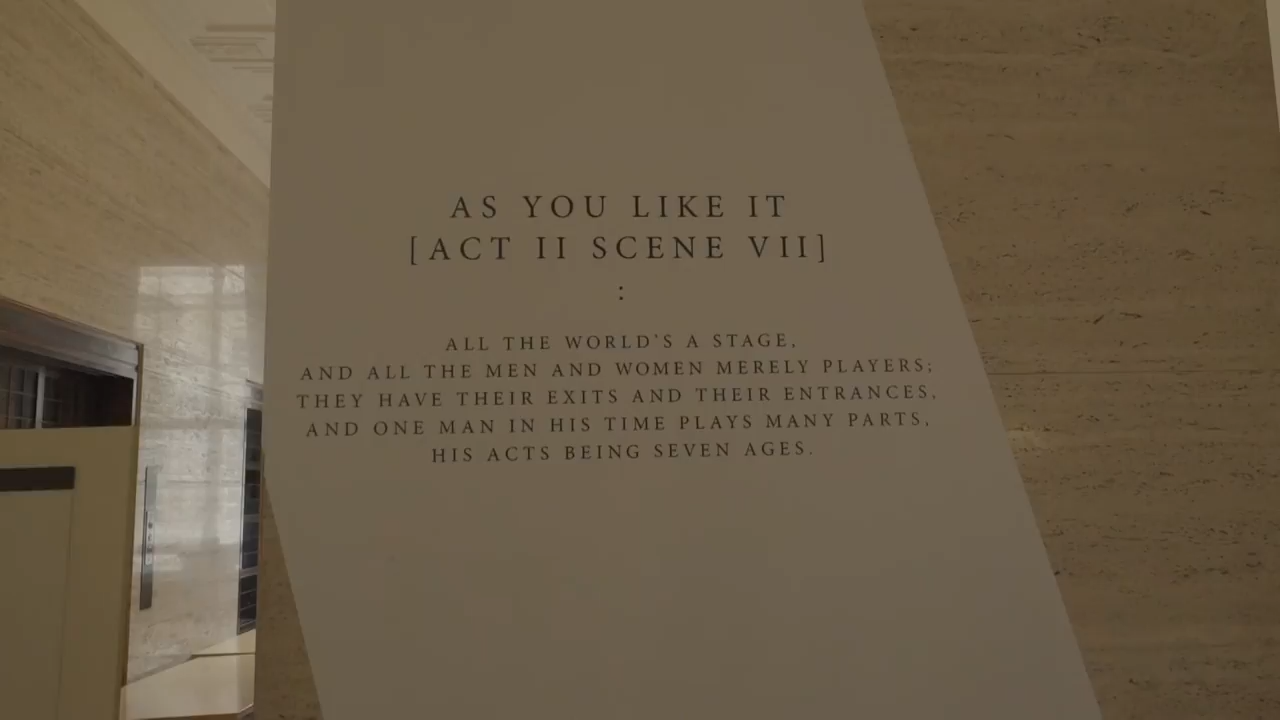 AS YOU LIKE IT
[ACT II SCENE VII]
:
ALL THE WORLD'S A STAGE,
AND ALL THE MEN AND WOMEN MERELY PLAYERS;
THEY HAVE THEIR EXITS AND THEIR ENTRANCES,
AND ONE MAN IN HIS TIME PLAYS MANY PARTS,
HIS ACTS BEING SEVEN AGES.